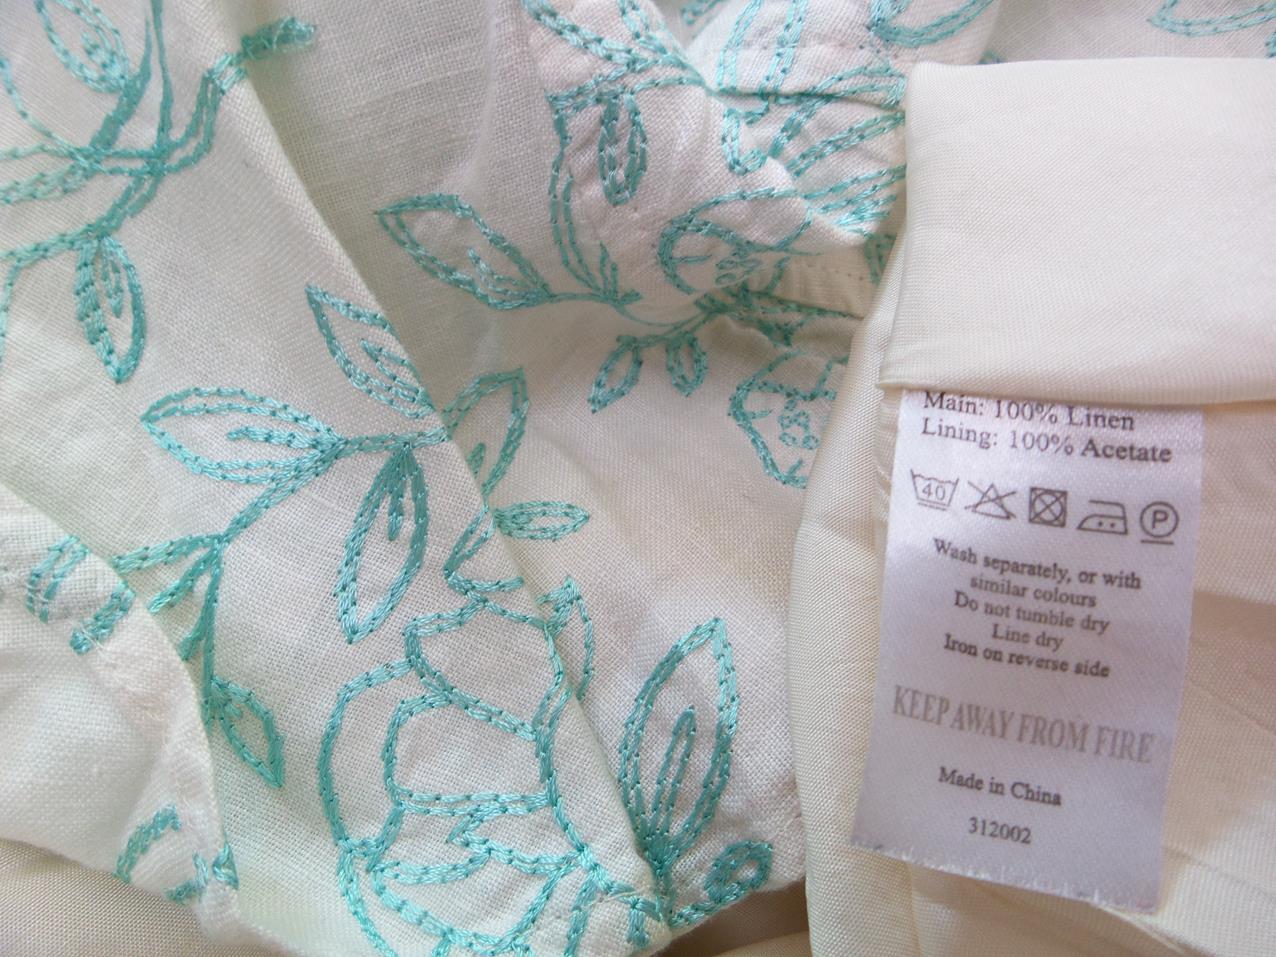 Main: 100% Linen
Lining: 100% Acetate
40 P
Wash separately, or with
similar colours
Do not tumble dry
Line dry
Iron on reverse side
KEEP AWAY FROM FIRE
Made in China
312002